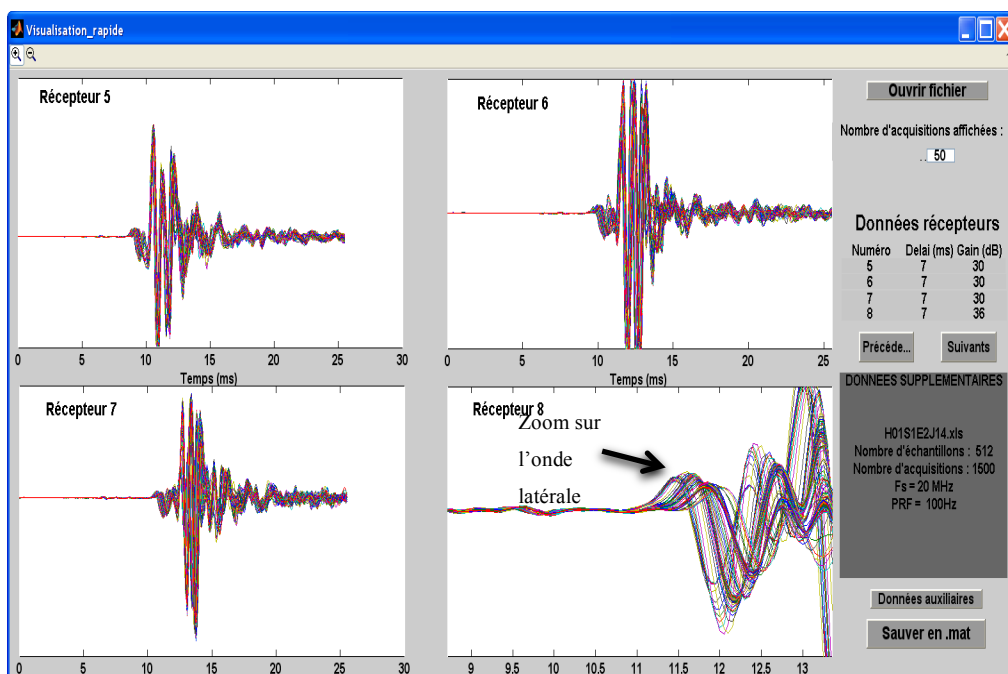 Visualisation_rapide
Récepteur 5
0 5 10 15 20 25 30
Temps (ms)
Récepteur 6
0 5 10 15 20 25
Temps (ms)
Récepteur 7
0 5 10 15 20 25 30
Récepteur 8
Zoom sur
l'onde
latérale
9 9.5 10 10.5 11 11.5 12 12.5 13
Ouvrir fichier
Nombre d'acquisitions affichées :
50
Données récepteurs
Numéro Delai (ms) Gain (dB)
5 7 30
6 7 30
7 7 30
8 7 36
Précéde... Suivants
DONNEES SUPPLEMENTAIRES
H01S1E2J14.xls
Nombre d'échantillons : 512
Nombre d'acquisitions : 1500
Fs = 20 MHz
PRF = 100Hz
Données auxiliaires
Sauver en .mat